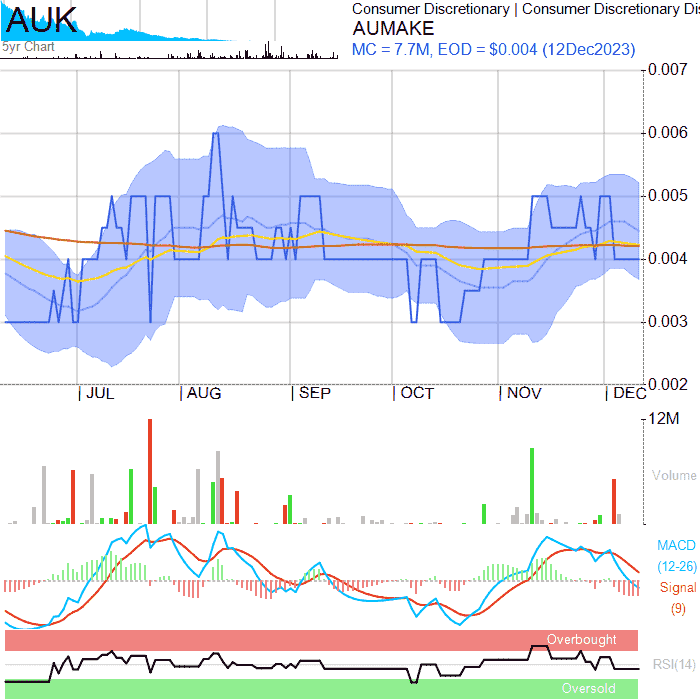 AUK
5yr Chart
Consumer Discretionary | Consumer Discretionary Dis
AUMAKE
MC = 7.7M, EOD = $0.004 (12Dec2023)
0.007
0.006
0.005
0.004
0.003
0.002
| JUL | AUG | SEP | OCT | NOV | DEC
12M
Volume
MACD
(12-26)
Signal
(9)
Overbought
RSI(14)
Oversold